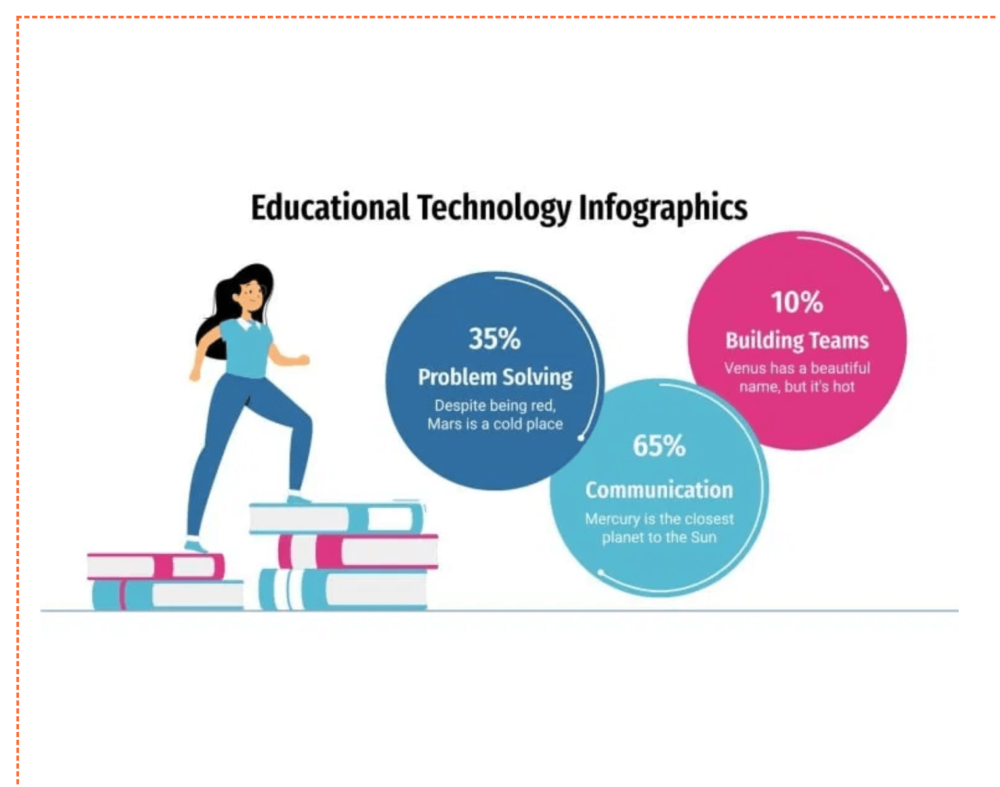 Educational Technology Infographics
35%
Problem Solving
Despite being red,
Mars is a cold place
65%
Communication
Mercury is the closest
planet to the Sun
10%
Building Teams
Venus has a beautiful
name, but it's hot